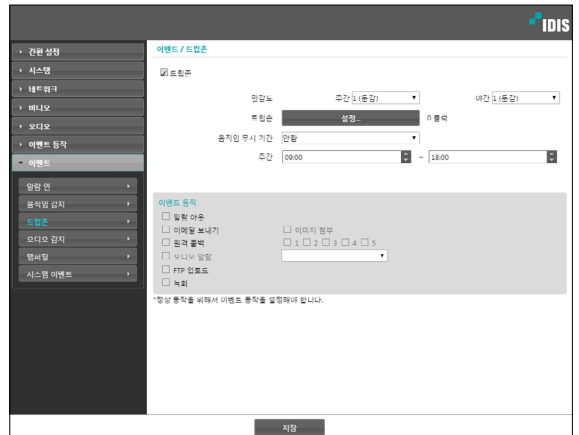 IDIS
간편 설정
시스템
네트워크
비디오
오디오
이벤트 동작
이벤트
알람 인
움직임 감지
트립존
오디오 감지
탬퍼링
시스템 이벤트
이벤트 / 트립존
트립존
민감도 주간 1 (둔감) 야간 1 (둔감)
트립존 설정... 0 블럭
움직인 무시 기간 안함
주간 09:00 ~ 18:00
이벤트 동작
알람 아웃
이메일 보내기 이미지 첨부
원격 콜백 1 2 3 4 5
오디오 알람
FTP 업로드
녹화
*정상 동작을 위해서 이벤트 동작을 설정해야 합니다.
저장